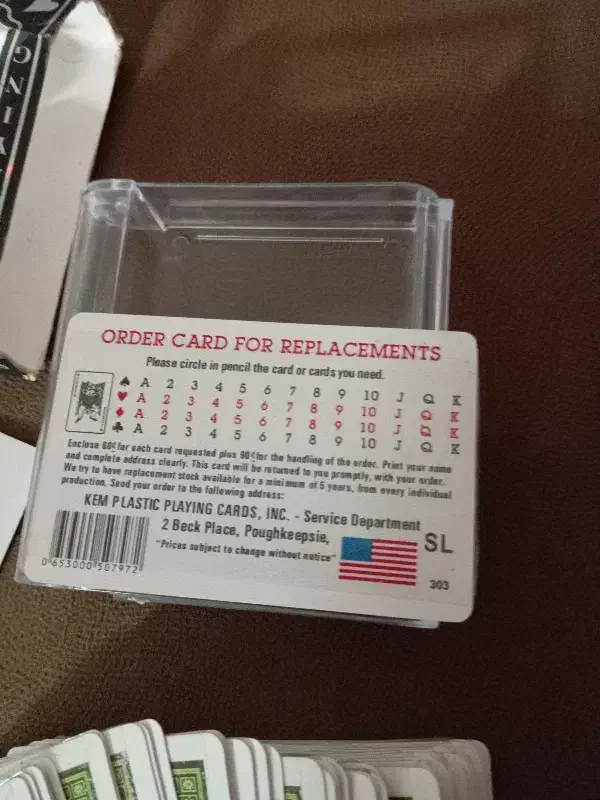 ORDER CARD FOR REPLACEMENTS
Please circle in pencil the card or cards you need.
♠ A 2 3 4 5 6 7 8 9 10 J Q K
♥ A 2 3 4 5 6 7 8 9 10 J Q K
♦ A 2 3 4 5 6 7 8 9 10 J Q K
♣ A 2 3 4 5 6 7 8 9 10 J Q K
Enclose 60¢ for each card requested plus 80¢ for the handling of the order. Print your name
and complete address clearly. This card will be returned to you promptly, with your order.
We try to have replacement stock available for a minimum of 5 years, from every individual
production. Send your order to the following address:
KEM PLASTIC PLAYING CARDS, INC. - Service Department
2 Beck Place, Poughkeepsie,
"Prices subject to change without notice"
SL
303
0 653000 507972